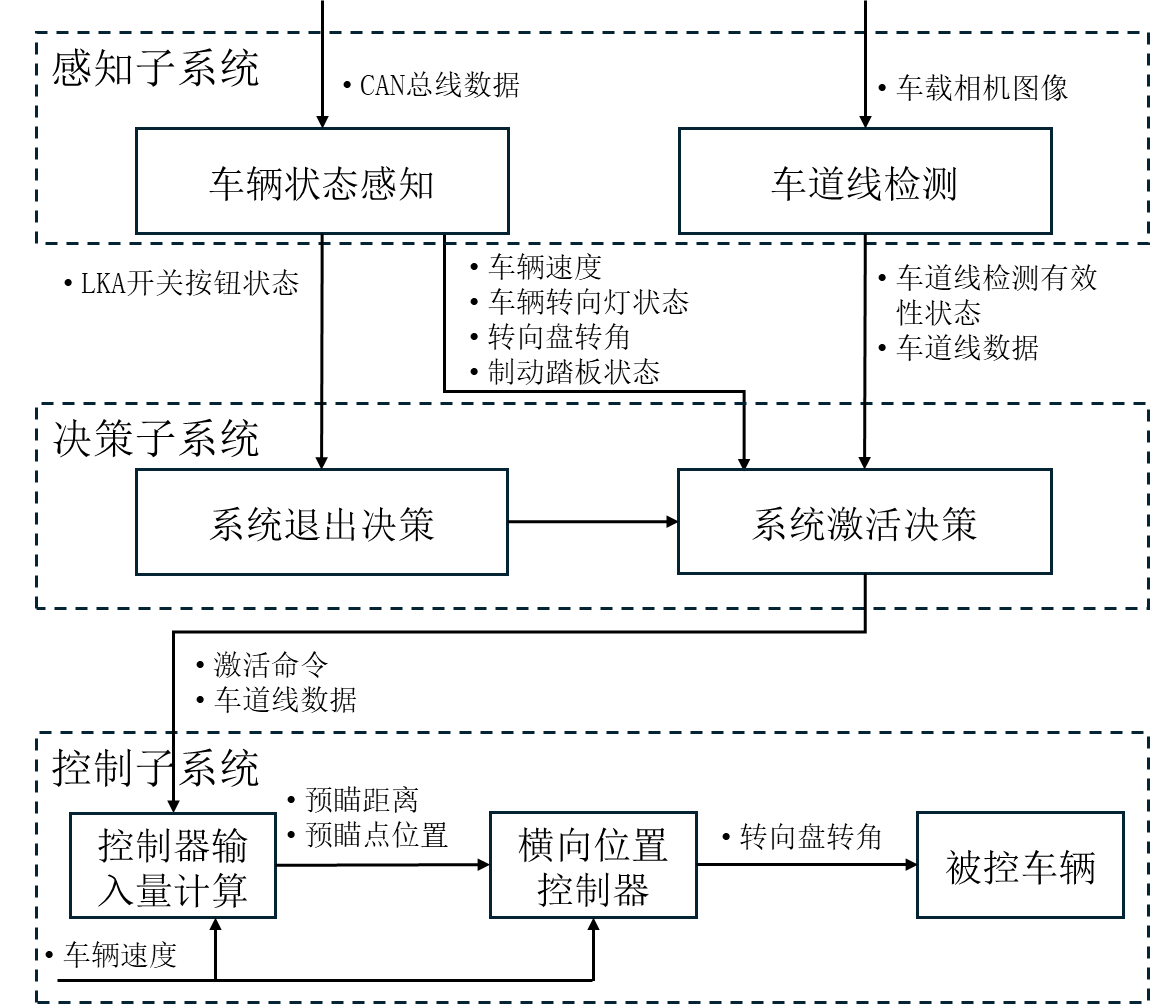 感知子系统
• CAN总线数据
• 车载相机图像
车辆状态感知
车道线检测
• LKA开关按钮状态
• 车辆速度
• 车辆转向灯状态
• 转向盘转角
• 制动踏板状态
• 车道线检测有效
性状态
• 车道线数据
决策子系统
系统退出决策
系统激活决策
• 激活命令
• 车道线数据
控制子系统
控制器输
入量计算
• 预瞄距离
• 预瞄点位置
横向位置
控制器
• 转向盘转角
被控车辆
• 车辆速度